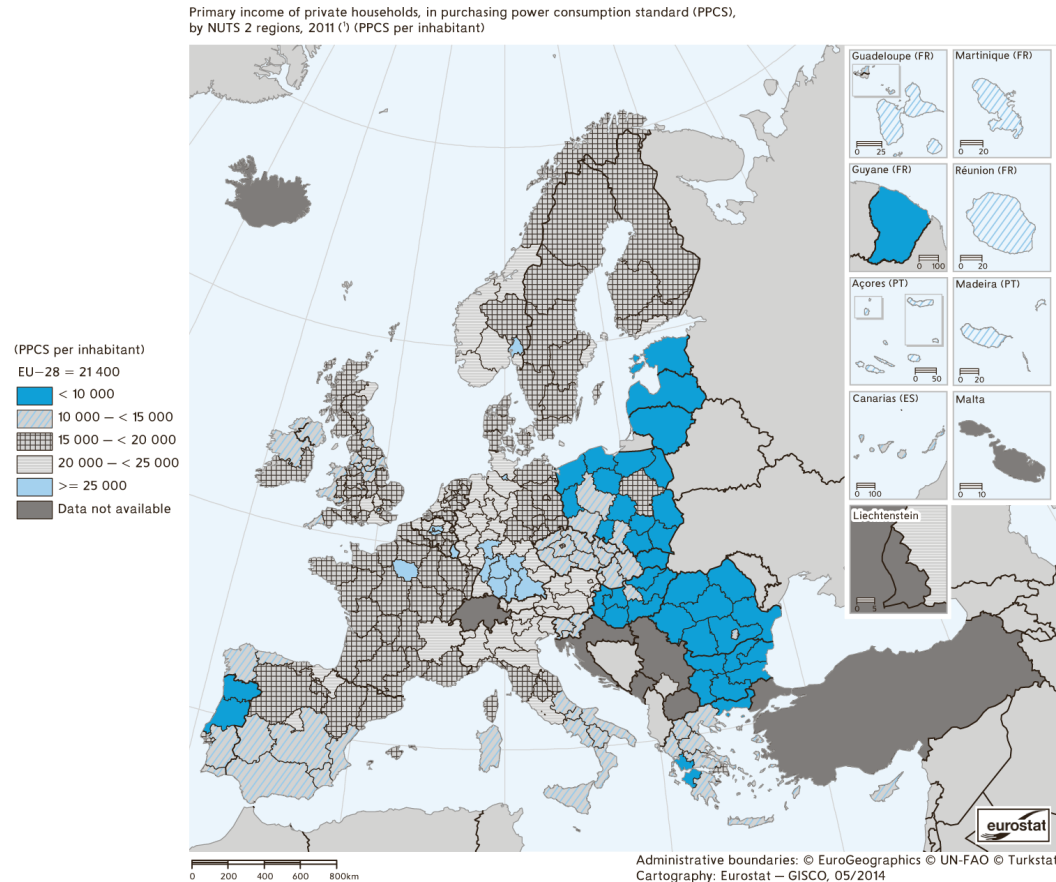 Primary income of private households, in purchasing power consumption standard (PPCS),
by NUTS 2 regions, 2011 (¹) (PPCS per inhabitant)
(PPCS per inhabitant)
EU−28 = 21 400
< 10 000
10 000 − < 15 000
15 000 − < 20 000
20 000 − < 25 000
>= 25 000
Data not available
Guadeloupe (FR)
0 25
Martinique (FR)
0 20
Guyane (FR)
0 100
Réunion (FR)
0 20
Açores (PT)
0 50
Madeira (PT)
0 20
Canarias (ES)
0 100
Malta
0 10
Liechtenstein
0 5
eurostat
0 200 400 600 800km
Administrative boundaries: © EuroGeographics © UN-FAO © Turkstat
Cartography: Eurostat − GISCO, 05/2014